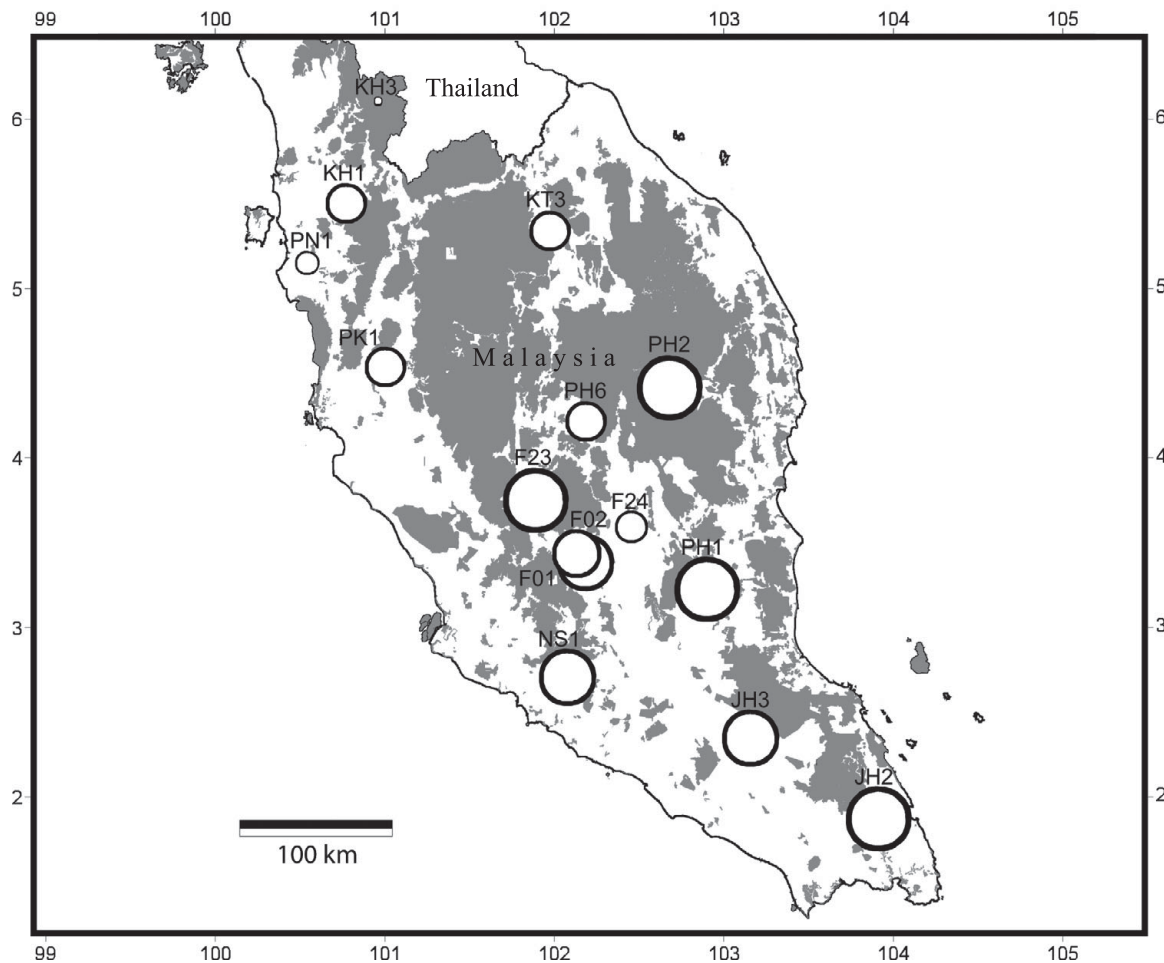 99 100 101 102 103 104 105
KH3
Thailand
6 6
KH1
KT3
PN1
5 5
PK1
Malaysia
PH2
PH6
4 4
F23
F24
F02
PH1
F01
3 3
NS1
JH3
JH2
2 2
100 km
99 100 101 102 103 104 105